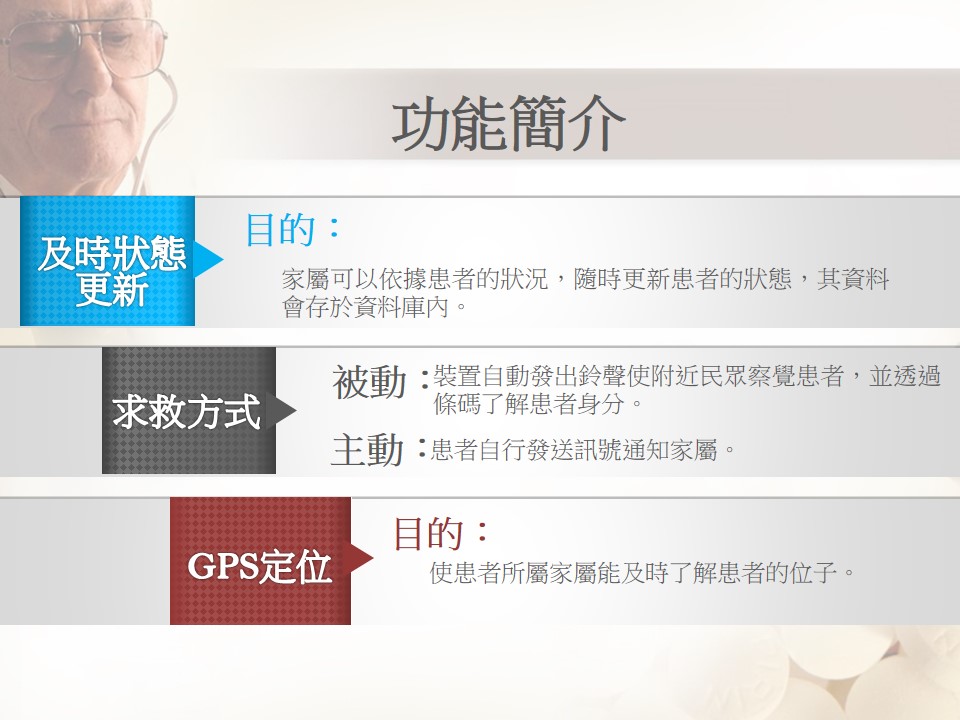 功能簡介
及時狀態
更新
目的：
家屬可以依據患者的狀況，隨時更新患者的狀態，其資料
會存於資料庫內。
求救方式
被動：裝置自動發出鈴聲使附近民眾察覺患者，並透過
條碼了解患者身分。
主動：患者自行發送訊號通知家屬。
GPS定位
目的：
使患者所屬家屬能及時了解患者的位子。